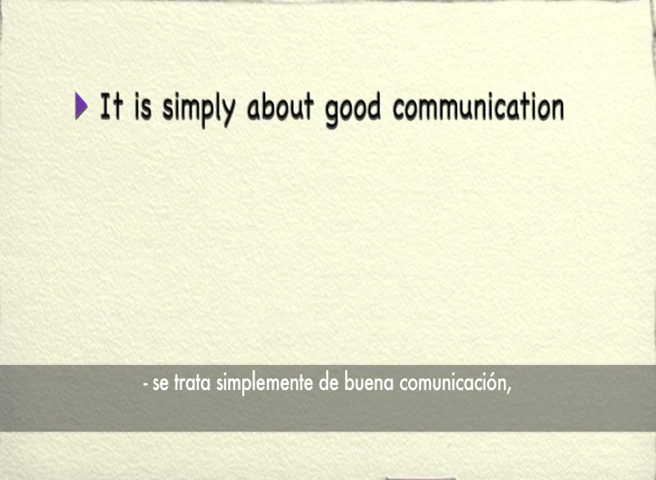 It is simply about good communication
- se trata simplemente de buena comunicación,